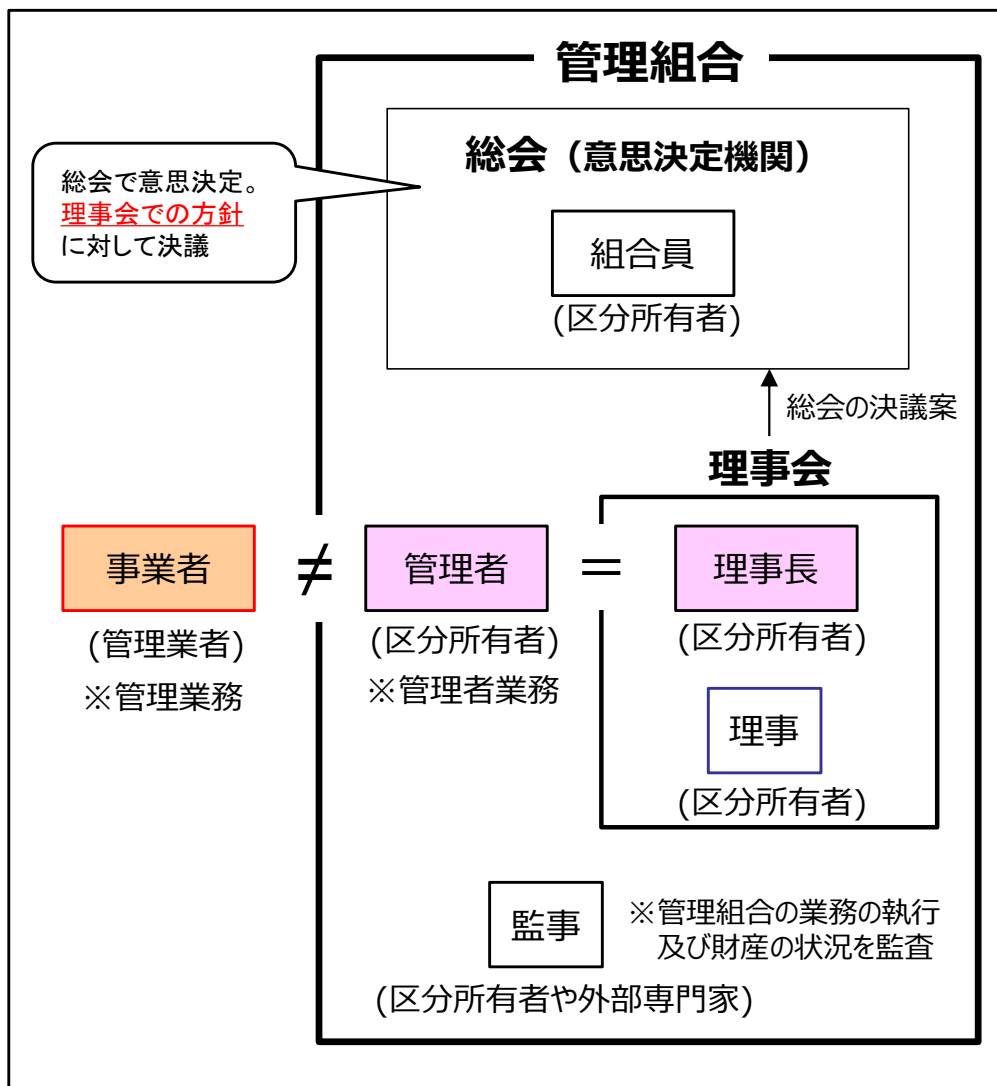 管理組合
総会（意思決定機関）
総会で意思決定。
理事会での方針
に対して決議
組合員
(区分所有者)
総会の決議案
理事会
事業者
≠
管理者
＝
理事長
(管理業者)
※管理業務
(区分所有者)
※管理者業務
(区分所有者)
理事
(区分所有者)
監事
※管理組合の業務の執行
及び財産の状況を監査
(区分所有者や外部専門家)